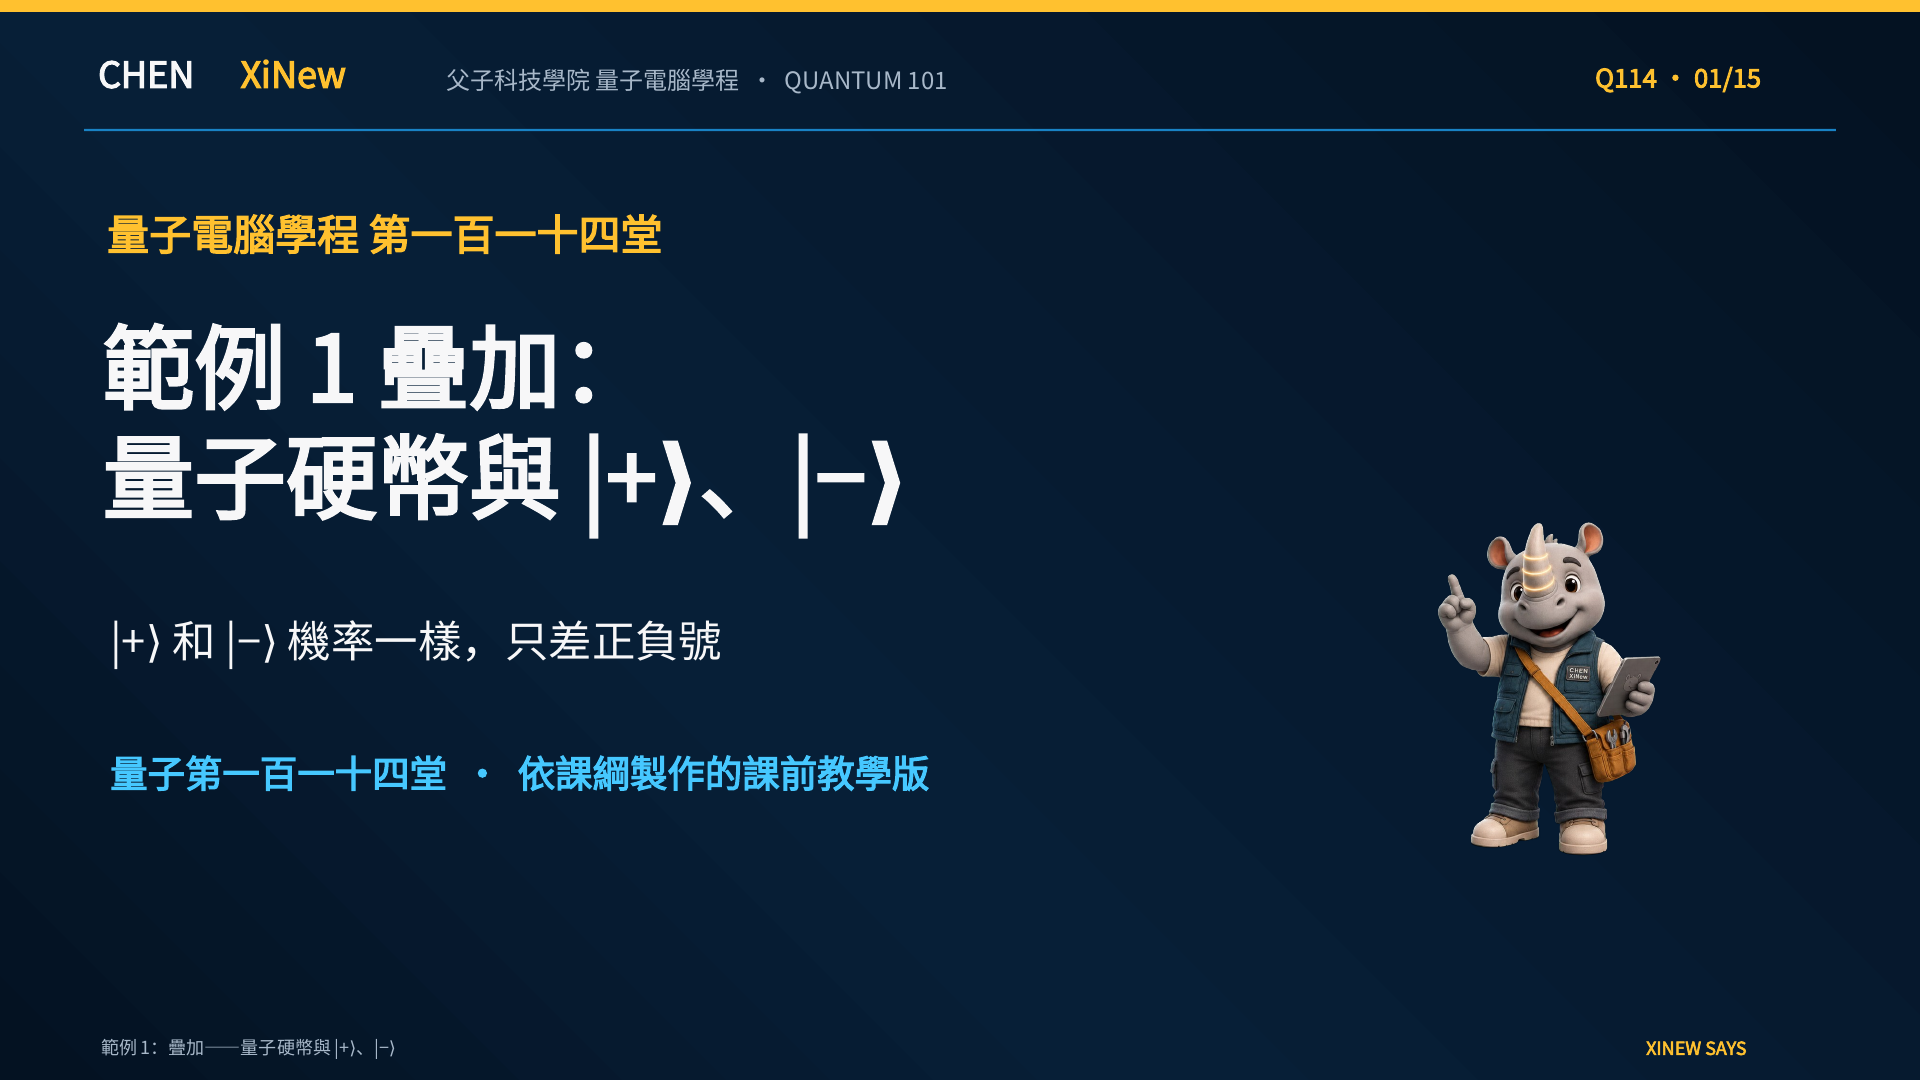 CHEN XiNew 父子科技學院 量子電腦學程 • QUANTUM 101 Q114 • 01/15
量子電腦學程 第一百一十四堂
範例 1 疊加：
量子硬幣與 |+⟩、|−⟩
|+⟩ 和 |−⟩ 機率一樣，只差正負號
CHEN
XiNew
量子第一百一十四堂 • 依課綱製作的課前教學版
範例 1：疊加——量子硬幣與 |+⟩、|−⟩
XINEW SAYS